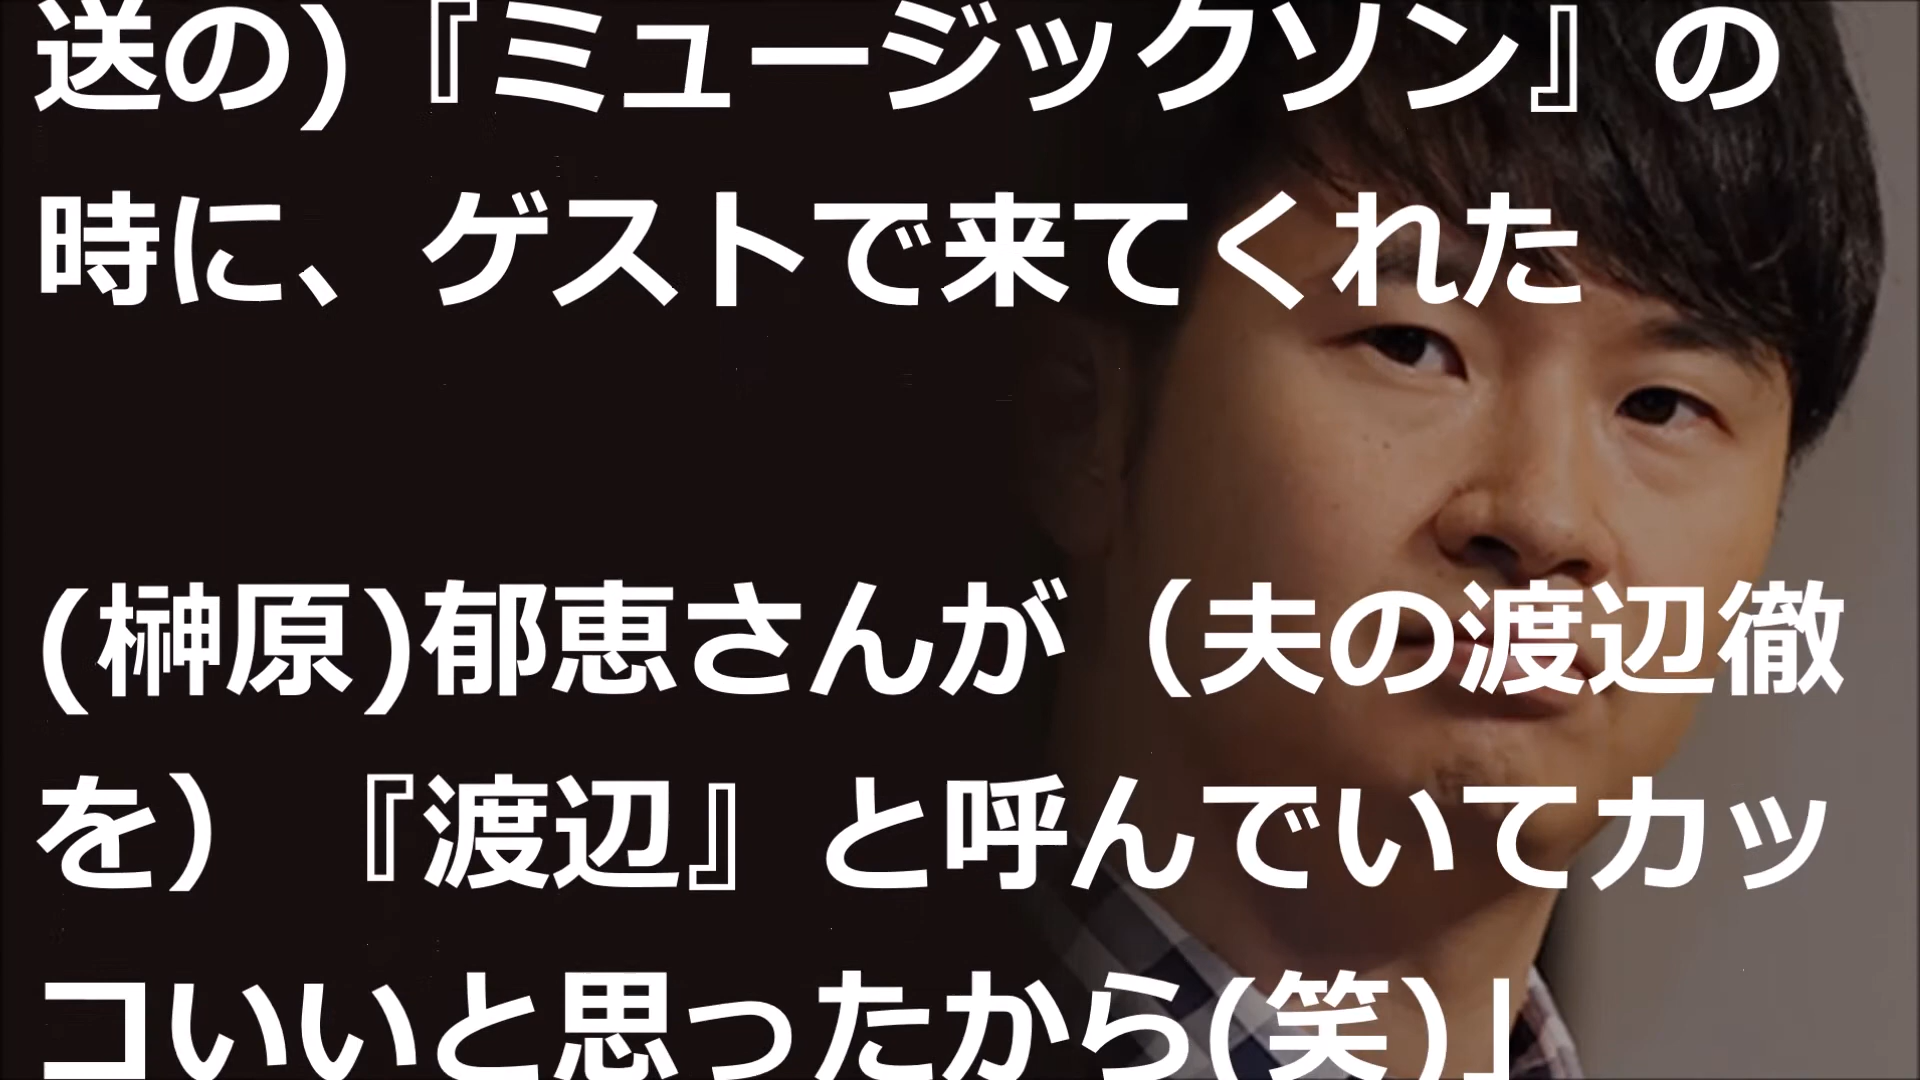 送の)『ミュージックソン』の
時に、ゲストで来てくれた
(榊原)郁恵さんが（夫の渡辺徹
を）『渡辺』と呼んでいてカッ
コいいと思ったから(笑)」